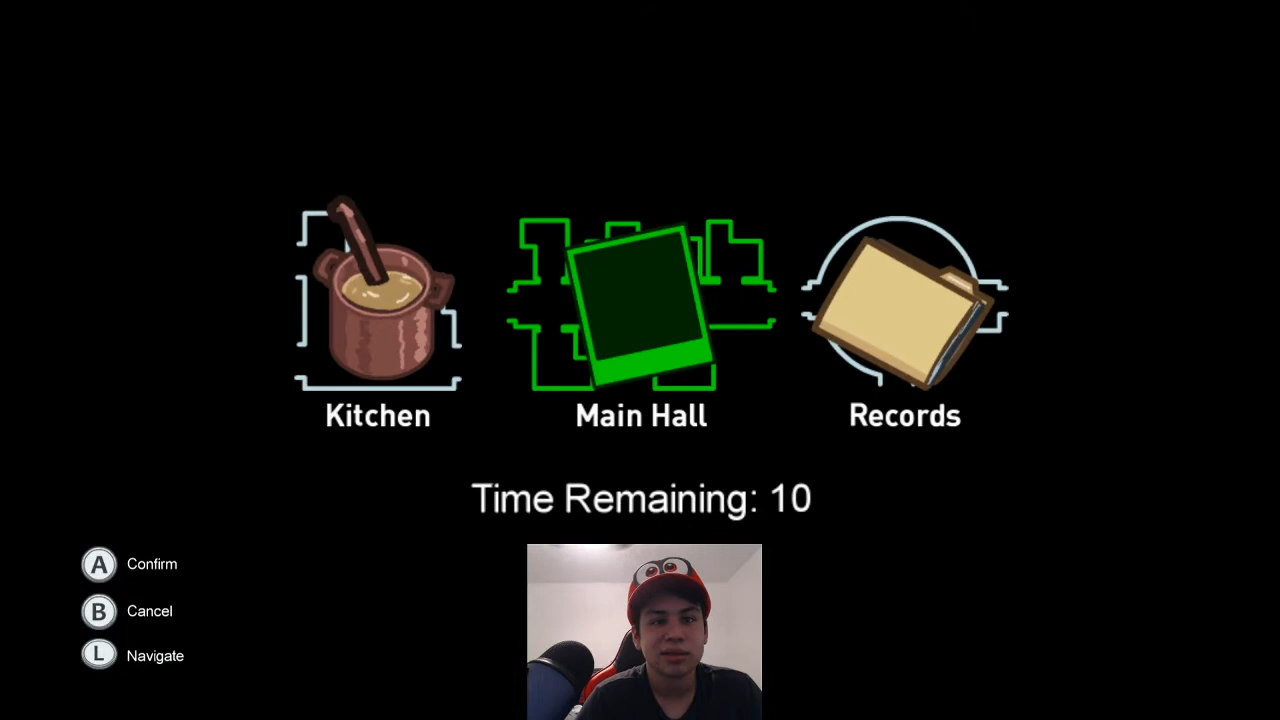 Kitchen
Main Hall
Records
Time Remaining: 10
A Confirm
B Cancel
L Navigate